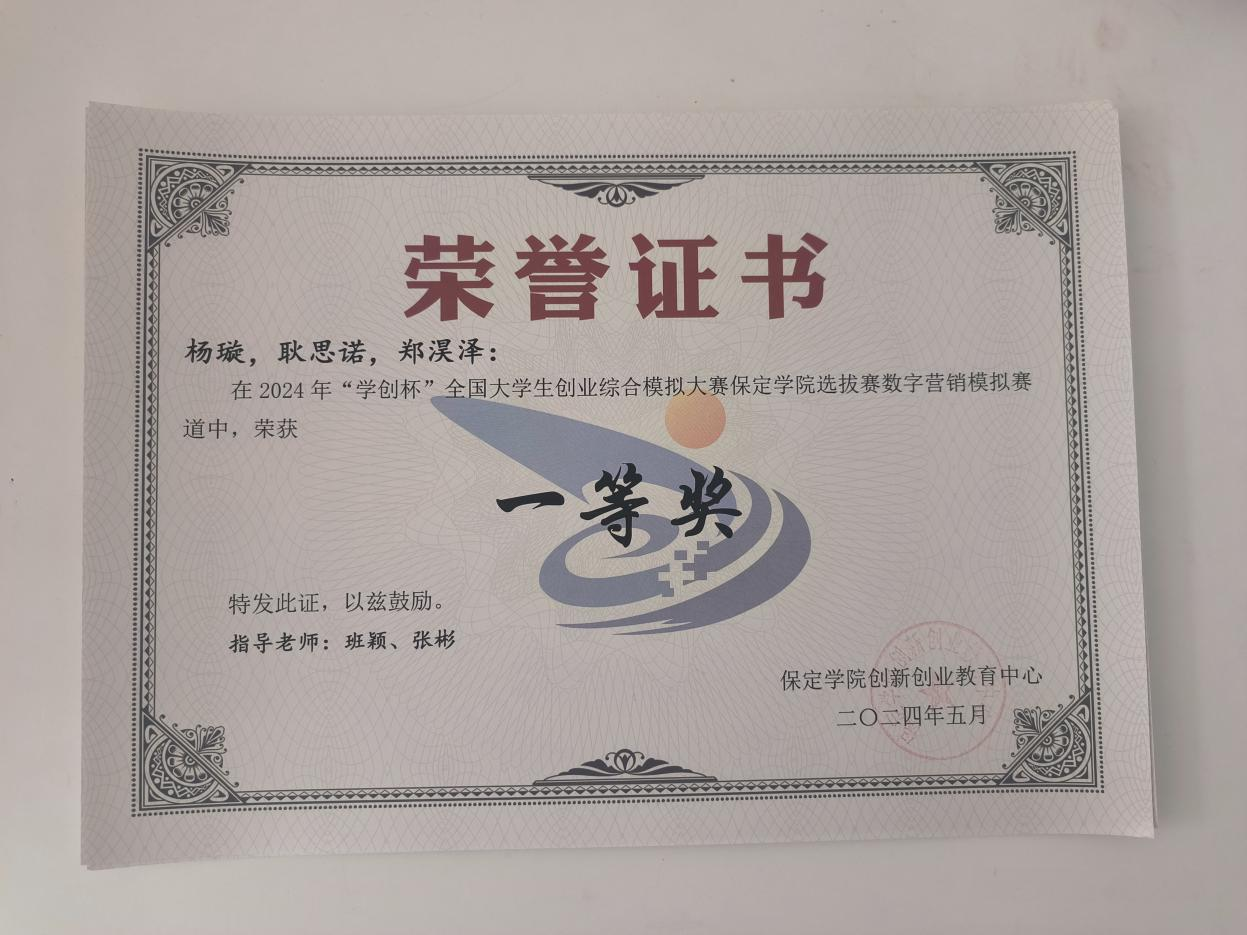 荣誉证书
杨璇，耿思诺，郑淏泽：
在 2024 年“学创杯”全国大学生创业综合模拟大赛保定学院选拔赛数字营销模拟赛
道中，荣获
一等奖
特发此证，以兹鼓励。
指导老师：班颖、张彬
保定学院创新创业教育中心
二〇二四年五月